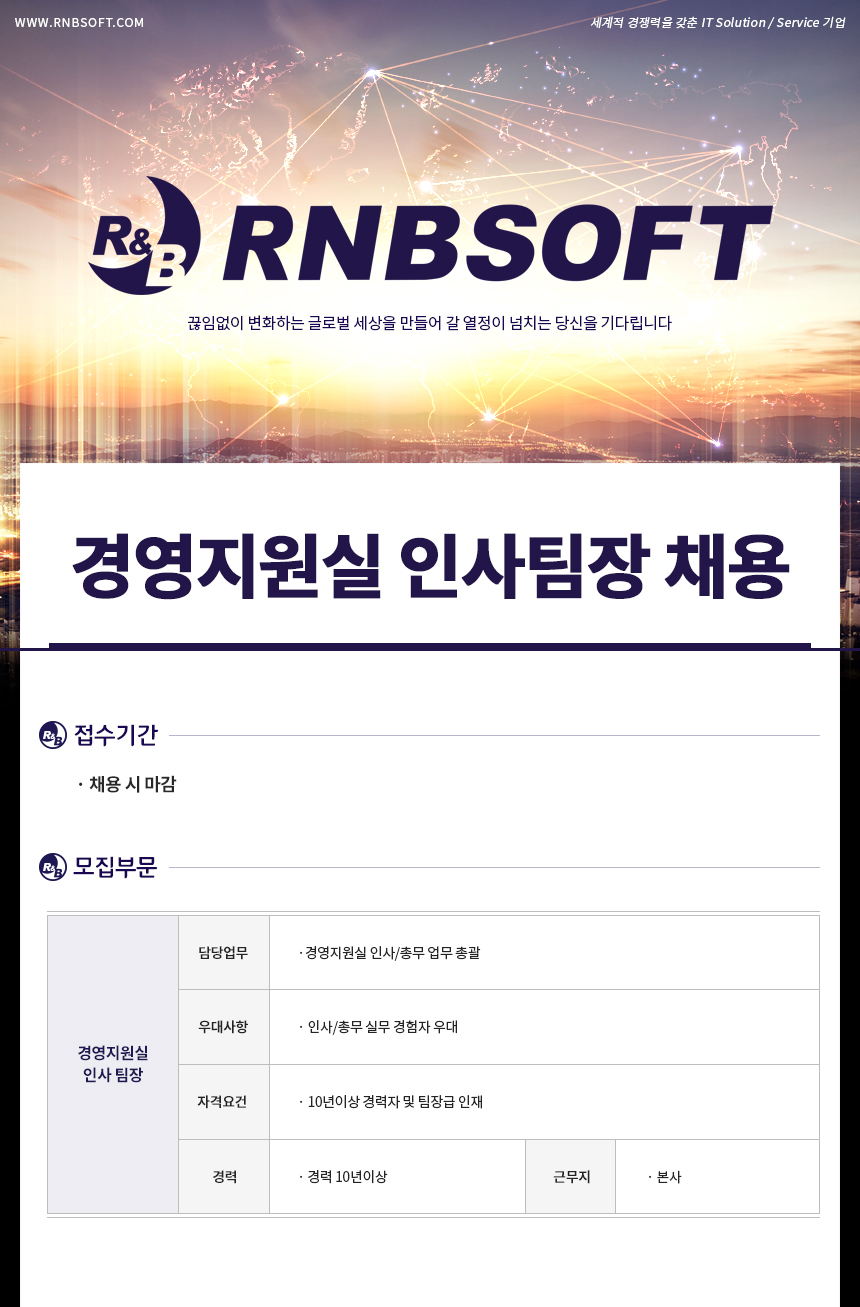 WWW.RNBSOFT.COM
세계적 경쟁력을 갖춘 IT Solution / Service 기업
R&B RNBSOFT
끊임없이 변화하는 글로벌 세상을 만들어 갈 열정이 넘치는 당신을 기다립니다
경영지원실 인사팀장 채용
R&B 접수기간
· 채용 시 마감
R&B 모집부문
경영지원실
인사 팀장
담당업무 · 경영지원실 인사/총무 업무 총괄
우대사항 · 인사/총무 실무 경험자 우대
자격요건 · 10년이상 경력자 및 팀장급 인재
경력 · 경력 10년이상 근무지 · 본사